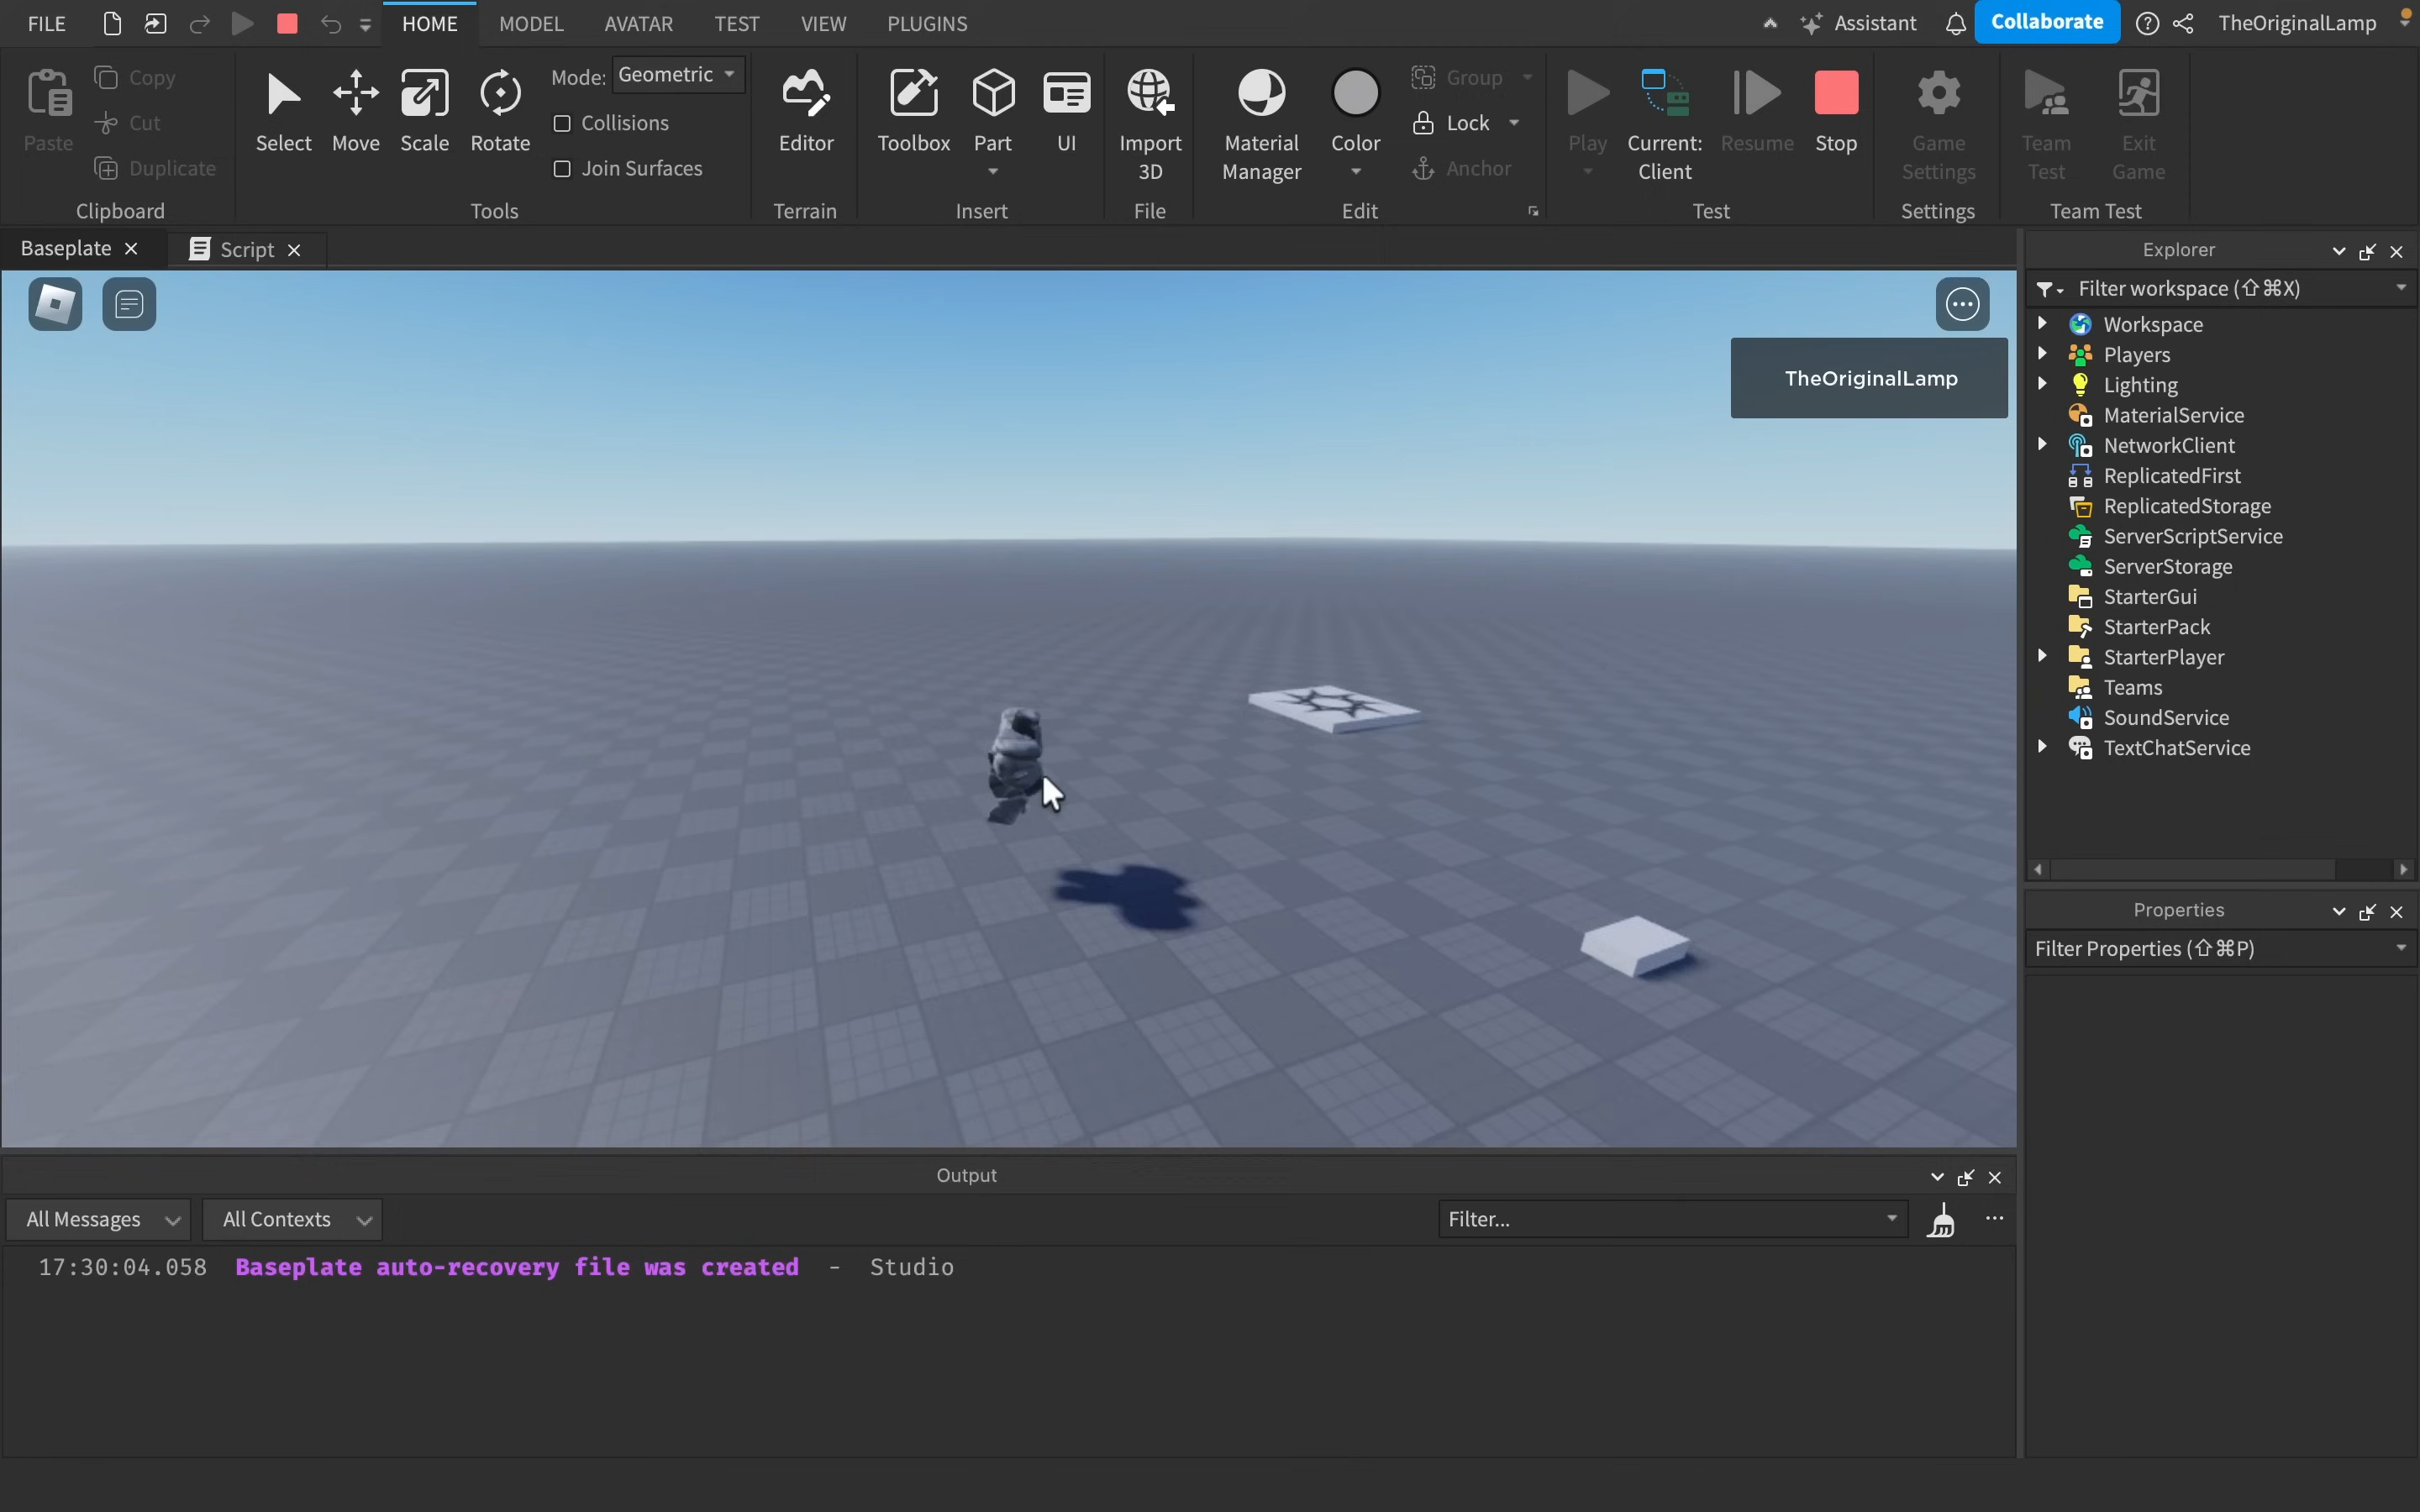 FILE HOME MODEL AVATAR TEST VIEW PLUGINS Assistant Collaborate TheOriginalLamp
Paste
Copy
Cut
Duplicate
Clipboard
Select Move Scale Rotate
Mode: Geometric
Collisions
Join Surfaces
Tools
Editor
Terrain
Toolbox Part UI
Insert
Import
3D
File
Material
Manager
Color
Group
Lock
Anchor
Edit
Play
Current:
Client
Resume Stop
Test
Game
Settings
Settings
Team
Test
Exit
Game
Team Test
Baseplate Script
TheOriginalLamp
Explorer
Filter workspace (⇧⌘X)
Workspace
Players
Lighting
MaterialService
NetworkClient
ReplicatedFirst
ReplicatedStorage
ServerScriptService
ServerStorage
StarterGui
StarterPack
StarterPlayer
Teams
SoundService
TextChatService
Properties
Filter Properties (⇧⌘P)
Output
All Messages All Contexts Filter...
17:30:04.058 Baseplate auto-recovery file was created - Studio